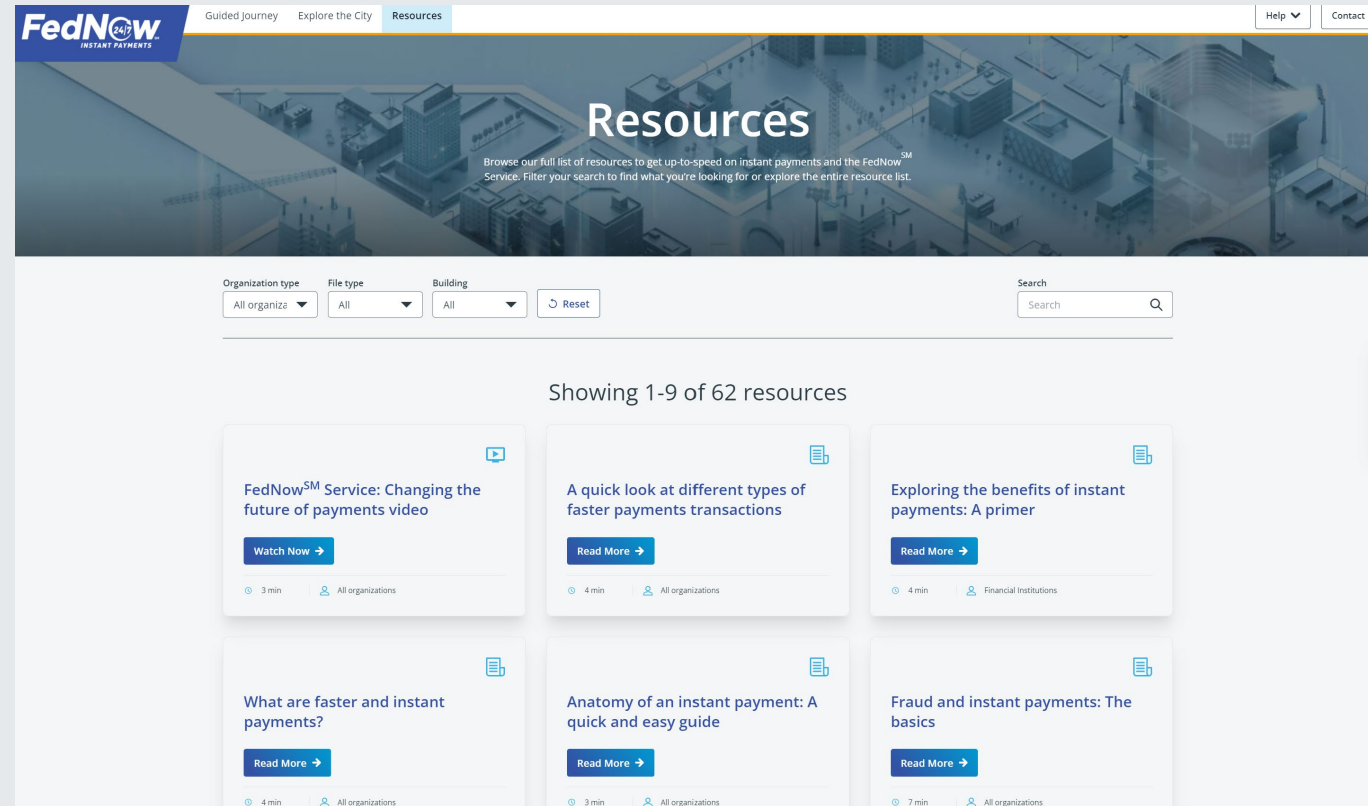 FedNow 24/7 SM
INSTANT PAYMENTS
Guided Journey Explore the City Resources
Help Contact
Resources
Browse our full list of resources to get up-to-speed on instant payments and the FedNow SM
Service. Filter your search to find what you're looking for or explore the entire resource list.
Organization type File type Building Search
All organiza All All Reset Search
Showing 1-9 of 62 resources
FedNow SM Service: Changing the
future of payments video
Watch Now
3 min All organizations
A quick look at different types of
faster payments transactions
Read More
4 min All organizations
Exploring the benefits of instant
payments: A primer
Read More
4 min Financial Institutions
What are faster and instant
payments?
Read More
4 min All organizations
Anatomy of an instant payment: A
quick and easy guide
Read More
3 min All organizations
Fraud and instant payments: The
basics
Read More
7 min All organizations